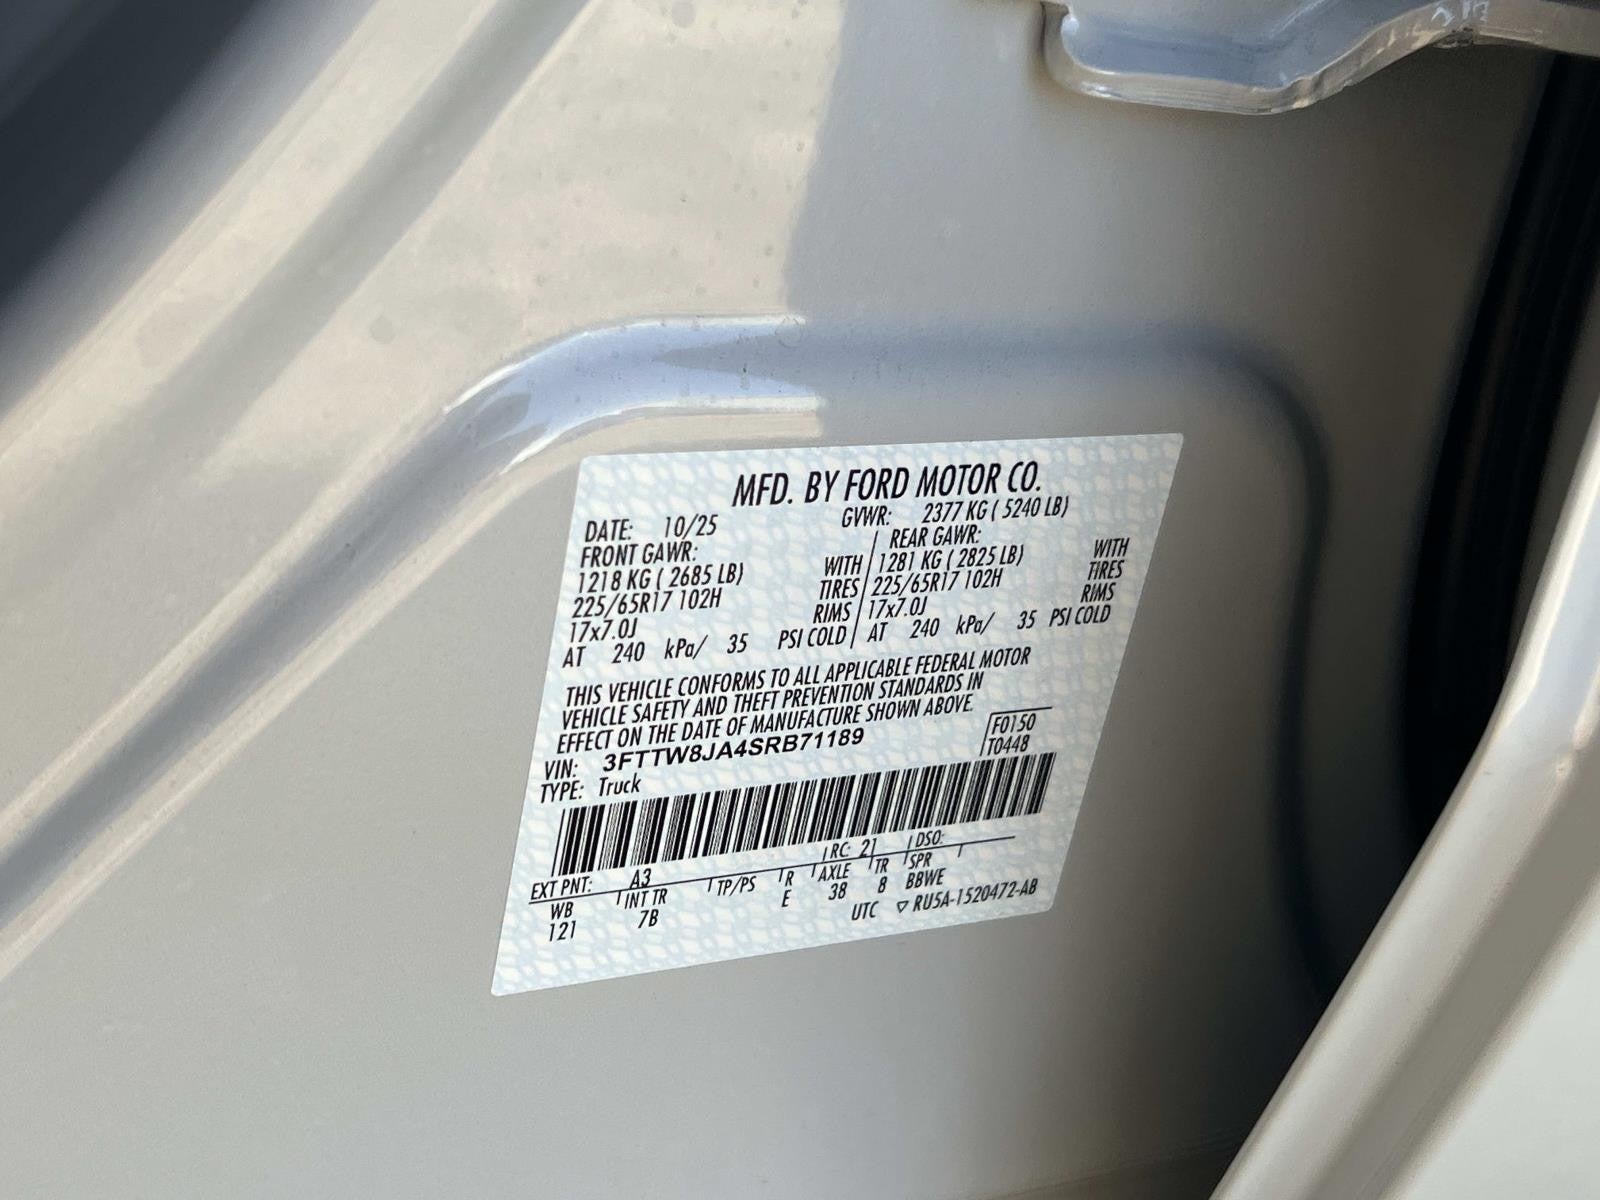 MFD. BY FORD MOTOR CO.
DATE: 10/25 GVWR: 2377 KG ( 5240 LB)
FRONT GAWR: REAR GAWR:
1218 KG ( 2685 LB) WITH 1281 KG ( 2825 LB) WITH
225/65R17 102H TIRES 225/65R17 102H TIRES
17x7.0J RIMS 17x7.0J RIMS
AT 240 kPa/ 35 PSI COLD AT 240 kPa/ 35 PSI COLD
THIS VEHICLE CONFORMS TO ALL APPLICABLE FEDERAL MOTOR
VEHICLE SAFETY AND THEFT PREVENTION STANDARDS IN
EFFECT ON THE DATE OF MANUFACTURE SHOWN ABOVE.
VIN: 3FTTW8JA4SRB71189 F0150
TYPE: Truck T0448
EXT PNT: A3 RC: 21 DSO:
WB INT TR TP/PS R AXLE TR SPR
121 7B E 38 8 BBWE
UTC ▽ RU5A-1520472-AB